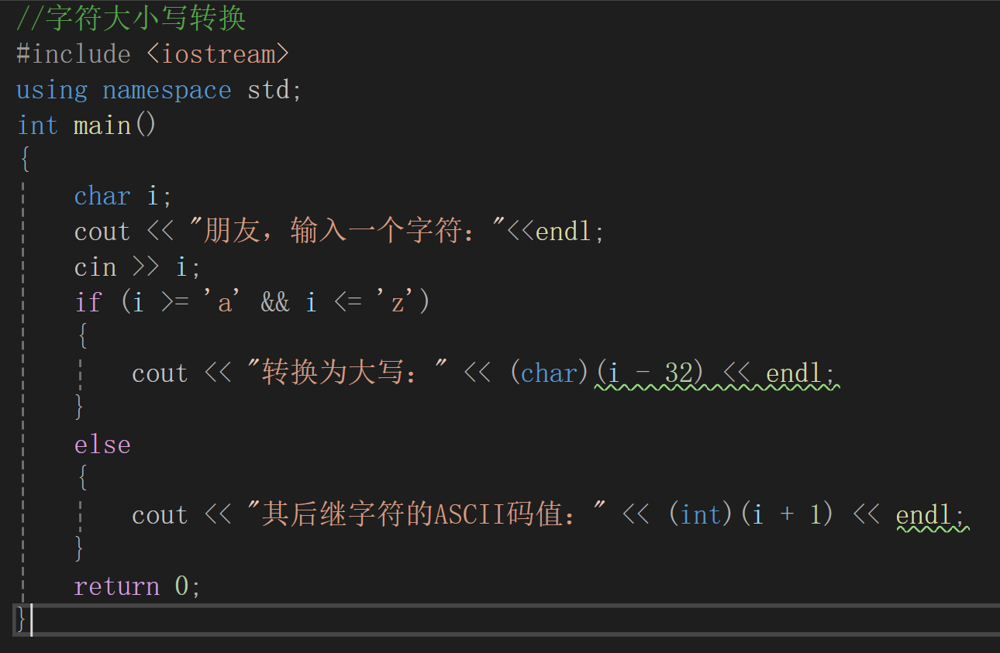 //字符大小写转换
#include <iostream>
using namespace std;
int main()
{
    char i;
    cout << "朋友，输入一个字符："<<endl;
    cin >> i;
    if (i >= 'a' && i <= 'z')
    {
        cout << "转换为大写：" << (char)(i - 32) << endl;
    }
    else
    {
        cout << "其后继字符的ASCII码值：" << (int)(i + 1) << endl;
    }
    return 0;
}